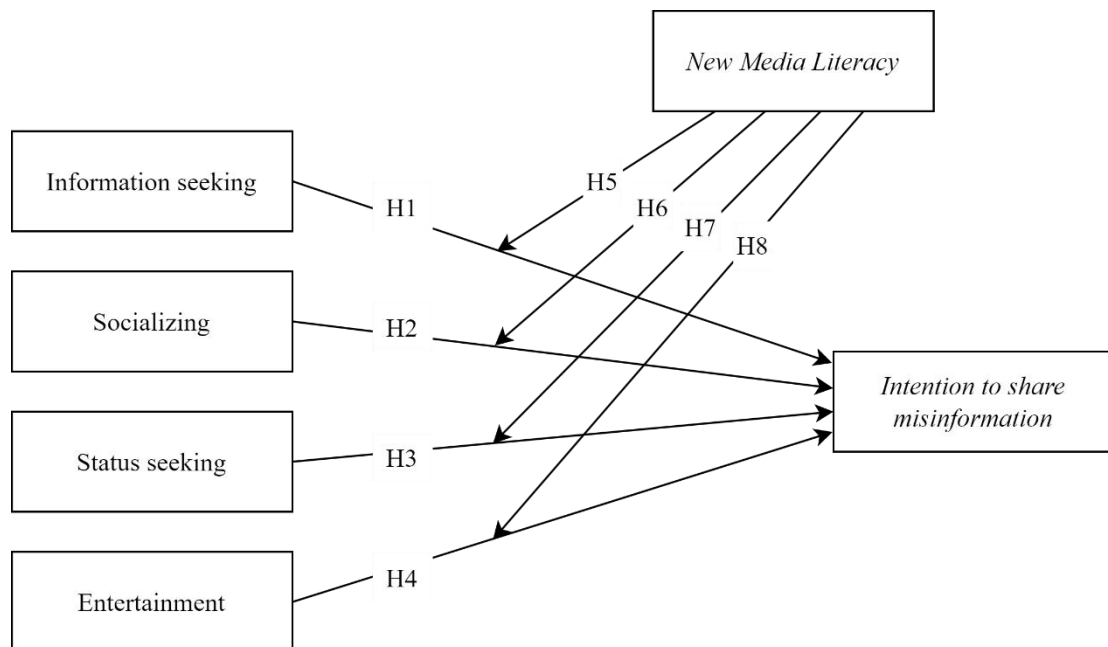 New Media Literacy
Information seeking
H1
H5
H6
H7
H8
Socializing
H2
Intention to share
misinformation
Status seeking
H3
Entertainment
H4